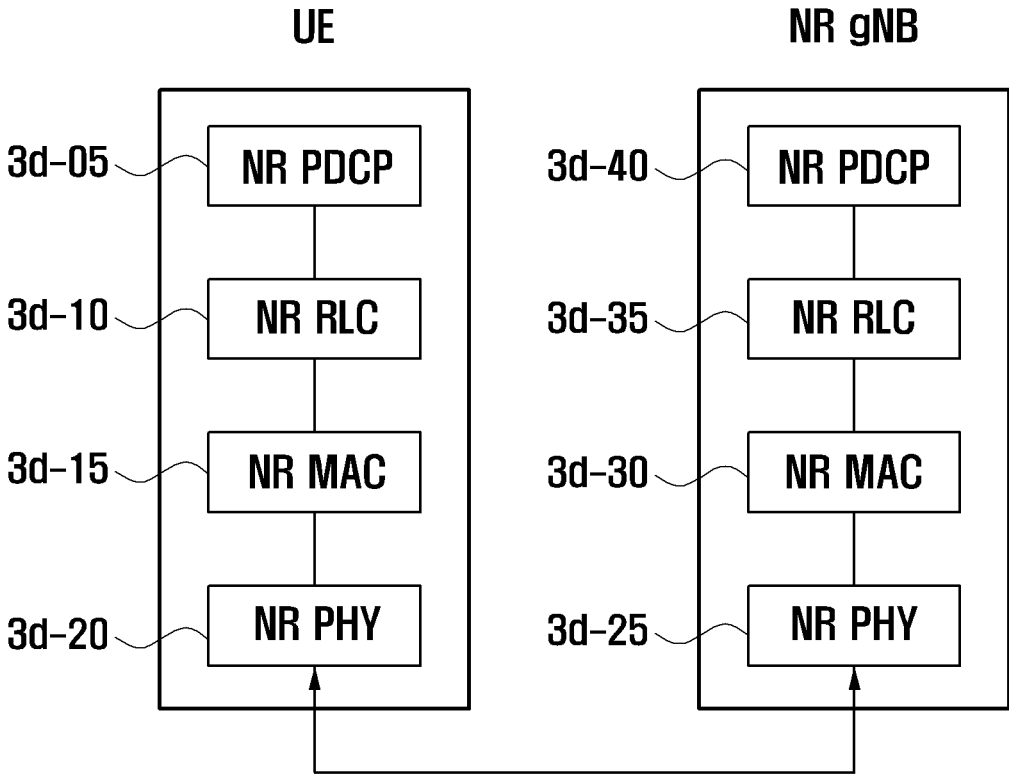 UE
NR gNB
3d-05
NR PDCP
3d-40
NR PDCP
3d-10
NR RLC
3d-35
NR RLC
3d-15
NR MAC
3d-30
NR MAC
3d-20
NR PHY
3d-25
NR PHY